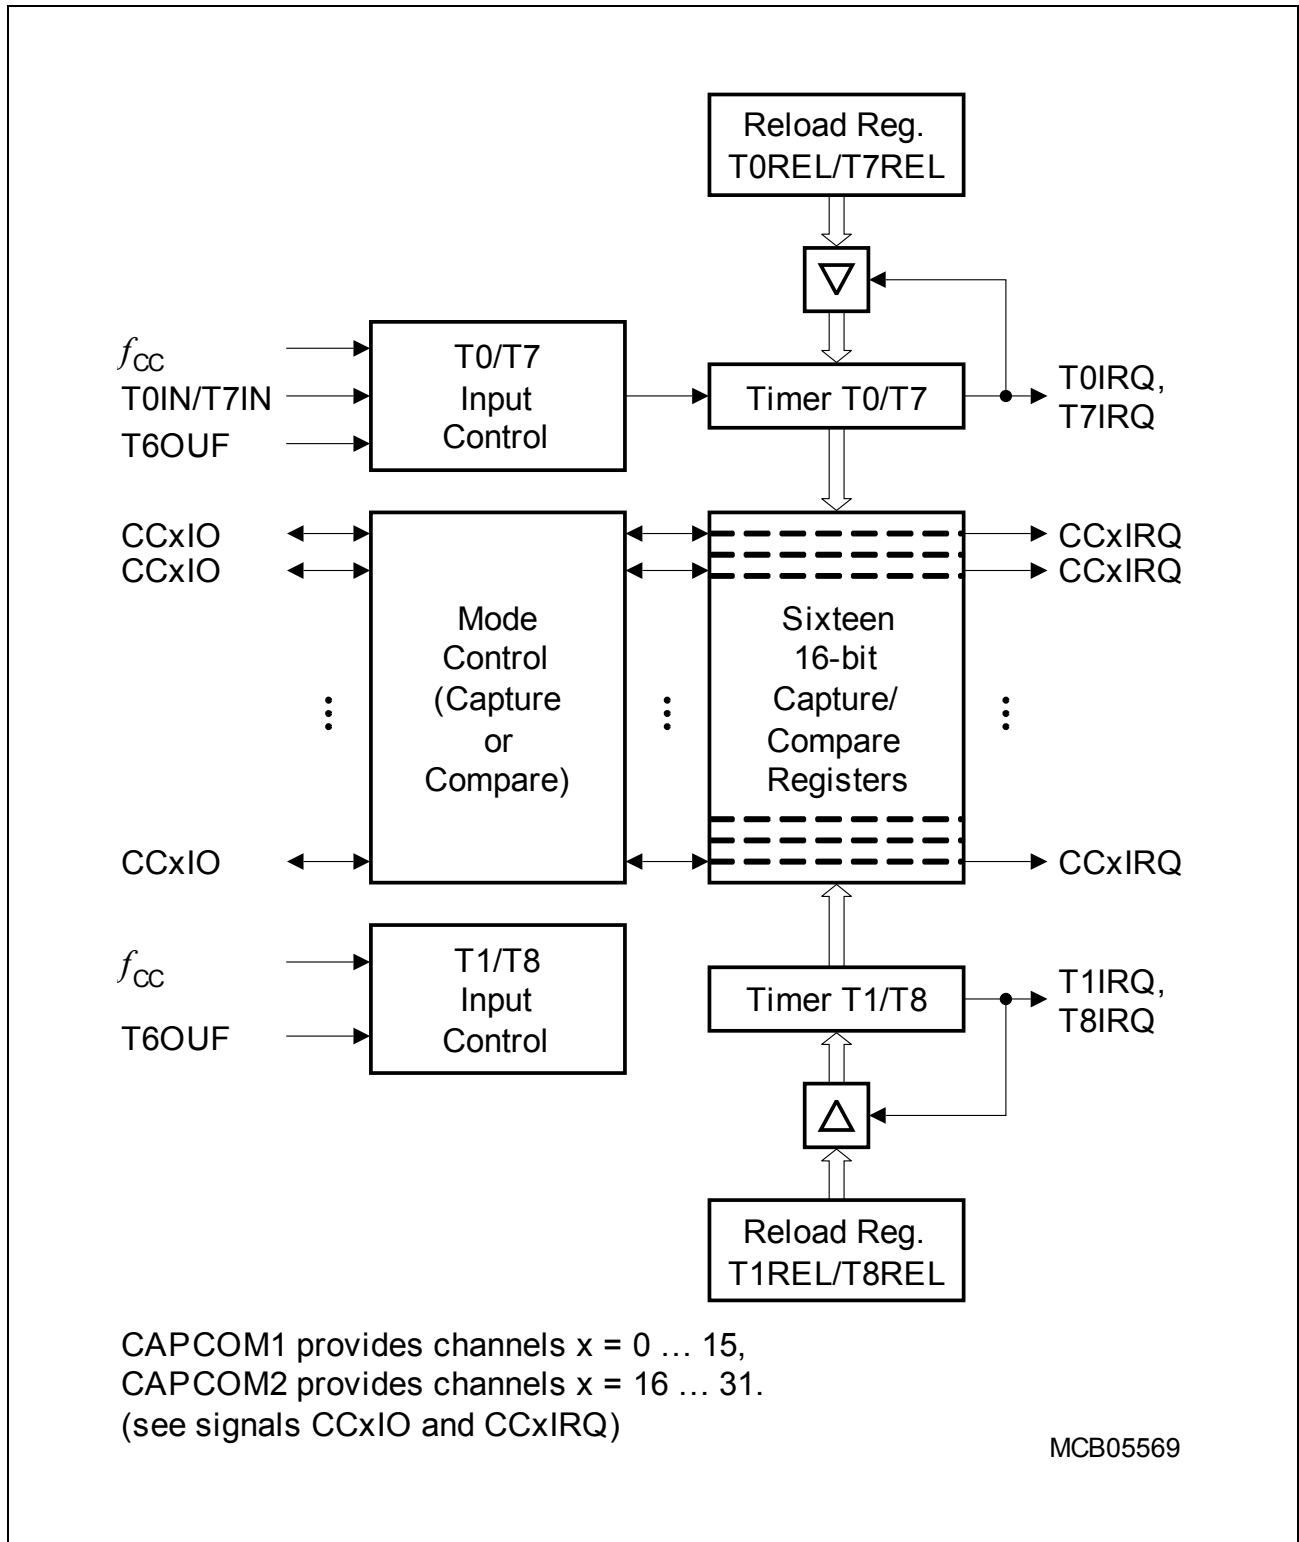 Reload Reg.
T0REL/T7REL
fCC
T0IN/T7IN
T6OUF
T0/T7
Input
Control
Timer T0/T7
T0IRQ,
T7IRQ
CCxIO
CCxIO
CCxIO
Mode
Control
(Capture
or
Compare)
Sixteen
16-bit
Capture/
Compare
Registers
CCxIRQ
CCxIRQ
CCxIRQ
fCC
T6OUF
T1/T8
Input
Control
Timer T1/T8
T1IRQ,
T8IRQ
Reload Reg.
T1REL/T8REL
CAPCOM1 provides channels x = 0 … 15,
CAPCOM2 provides channels x = 16 … 31.
(see signals CCxIO and CCxIRQ)
MCB05569